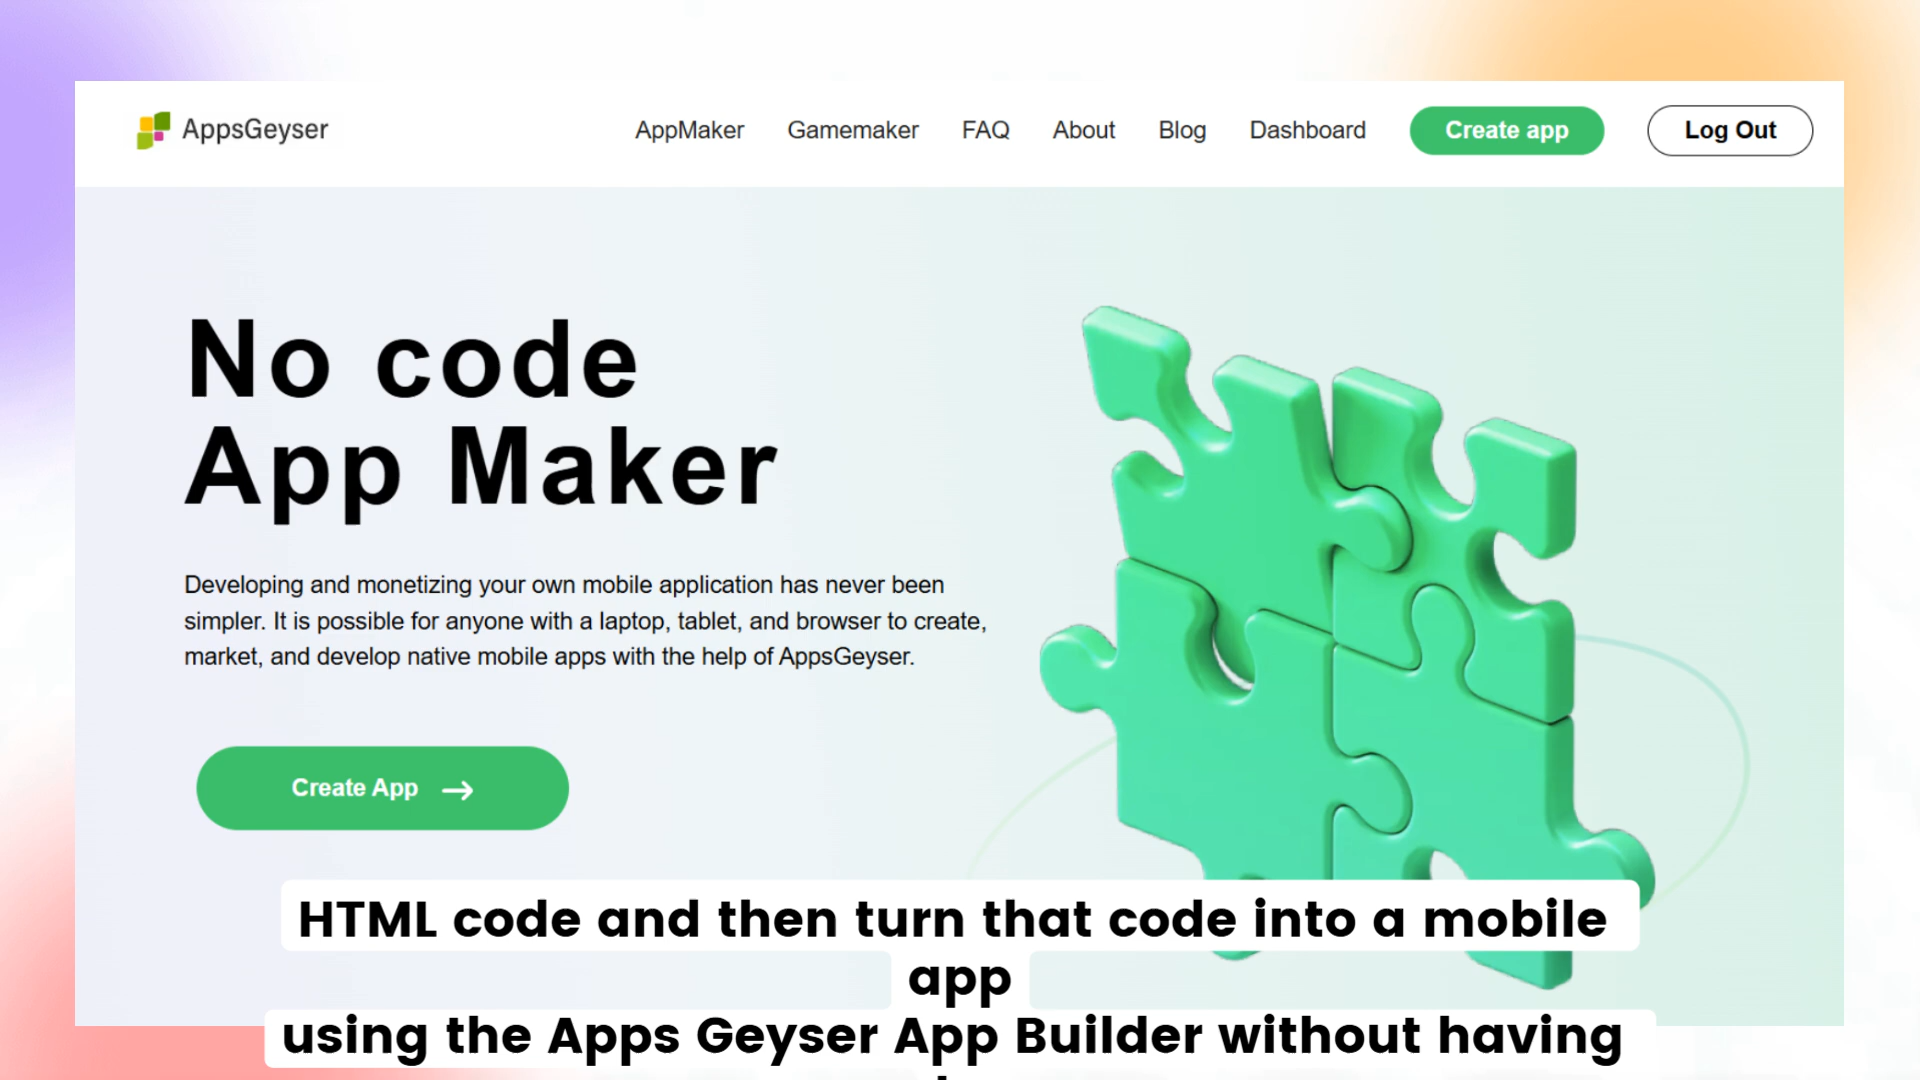 AppsGeyser
AppMaker
Gamemaker
FAQ
About
Blog
Dashboard
Create app
Log Out
No code
App Maker
Developing and monetizing your own mobile application has never been
simpler. It is possible for anyone with a laptop, tablet, and browser to create,
market, and develop native mobile apps with the help of AppsGeyser.
Create App
HTML code and then turn that code into a mobile
app
using the Apps Geyser App Builder without having